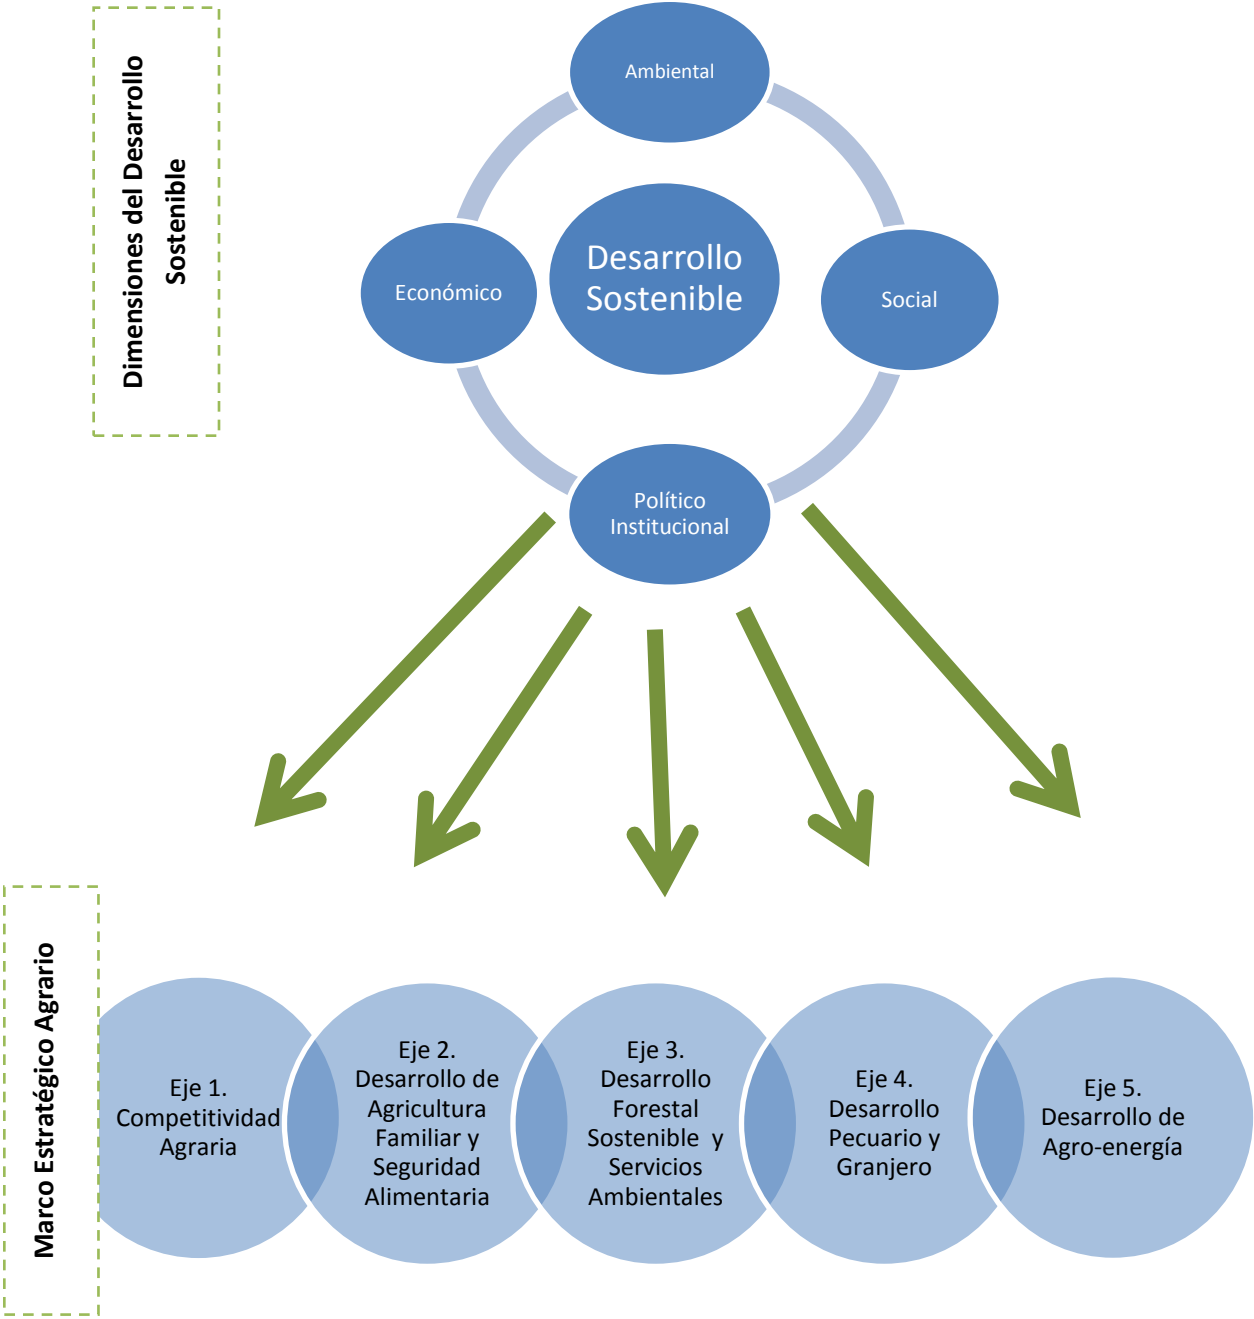 Dimensiones del Desarrollo
Sostenible
Ambiental
Desarrollo
Sostenible
Económico
Social
Político
Institucional
Marco Estratégico Agrario
Eje 1.
Competitividad
Agraria
Eje 2.
Desarrollo de
Agricultura
Familiar y
Seguridad
Alimentaria
Eje 3.
Desarrollo
Forestal
Sostenible y
Servicios
Ambientales
Eje 4.
Desarrollo
Pecuario y
Granjero
Eje 5.
Desarrollo de
Agro-energía